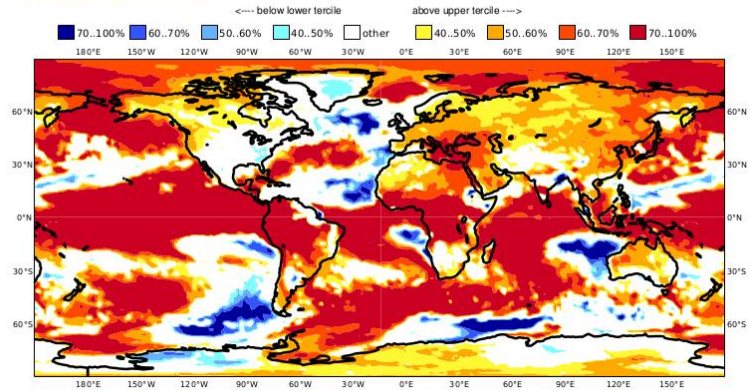 <---- below lower tercile above upper tercile ---->
70..100% 60..70% 50..60% 40..50% other 40..50% 50..60% 60..70% 70..100%
180°E 150°W 120°W 90°W 60°W 30°W 0°E 30°E 60°E 90°E 120°E 150°E
60°N 60°N
30°N 30°N
0°N 0°N
30°S 30°S
60°S 60°S
180°E 150°W 120°W 90°W 60°W 30°W 0°E 30°E 60°E 90°E 120°E 150°E